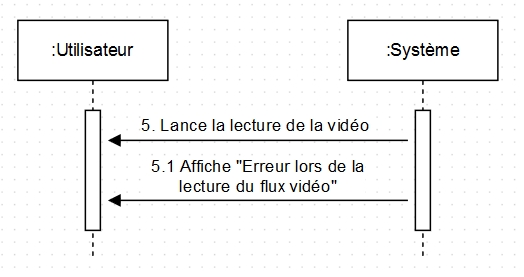 :Utilisateur
:Système
5. Lance la lecture de la vidéo
5.1 Affiche "Erreur lors de la
lecture du flux vidéo"